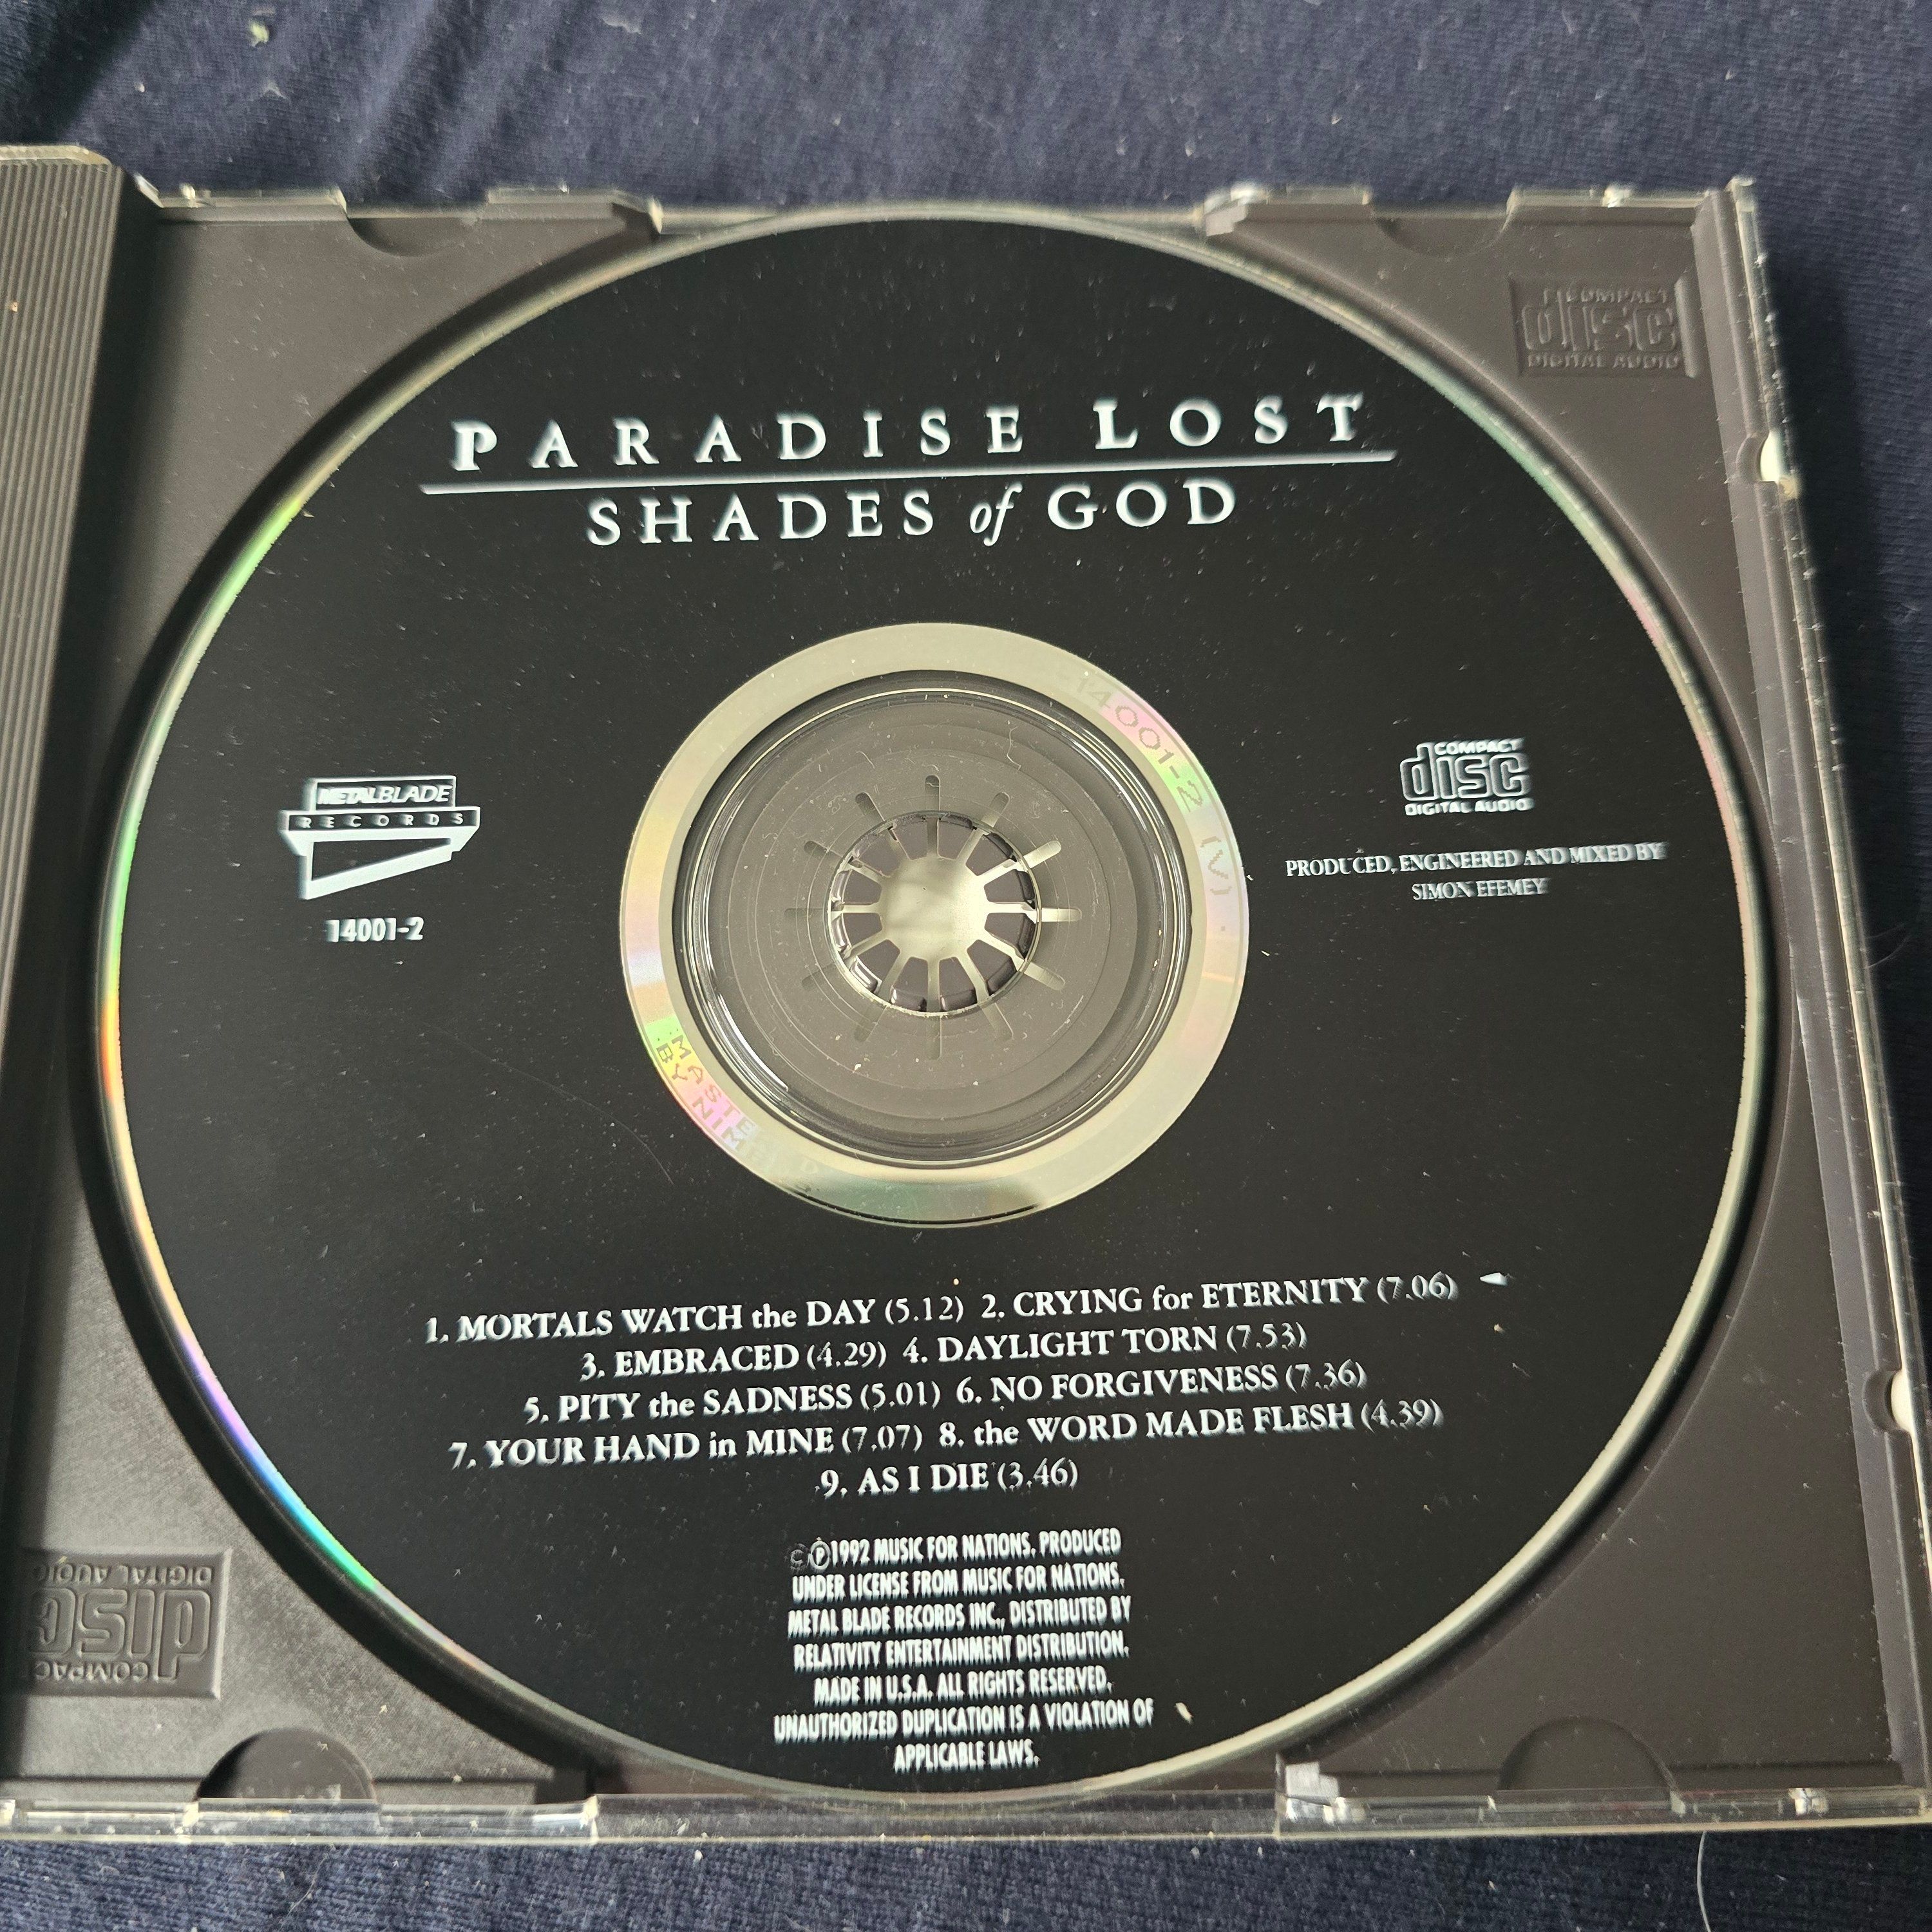 COMPACT
disc
DIGITAL AUDIO
PARADISE LOST
SHADES of GOD
14001-2 (2)
METALBLADE
RECORDS
14001-2
COMPACT
disc
DIGITAL AUDIO
PRODUCED, ENGINEERED AND MIXED BY
SIMON EFEMEY
MASTERED
BY NIMBUS
1. MORTALS WATCH the DAY (5.12) 2. CRYING for ETERNITY (7.06)
3. EMBRACED (4.29) 4. DAYLIGHT TORN (7.53)
5. PITY the SADNESS (5.01) 6. NO FORGIVENESS (7.36)
7. YOUR HAND in MINE (7.07) 8. the WORD MADE FLESH (4.39)
9. AS I DIE (3.46)
©℗1992 MUSIC FOR NATIONS. PRODUCED
UNDER LICENSE FROM MUSIC FOR NATIONS.
METAL BLADE RECORDS INC., DISTRIBUTED BY
RELATIVITY ENTERTAINMENT DISTRIBUTION.
MADE IN U.S.A. ALL RIGHTS RESERVED.
UNAUTHORIZED DUPLICATION IS A VIOLATION OF
APPLICABLE LAWS.
COMPACT
disc
DIGITAL AUDIO